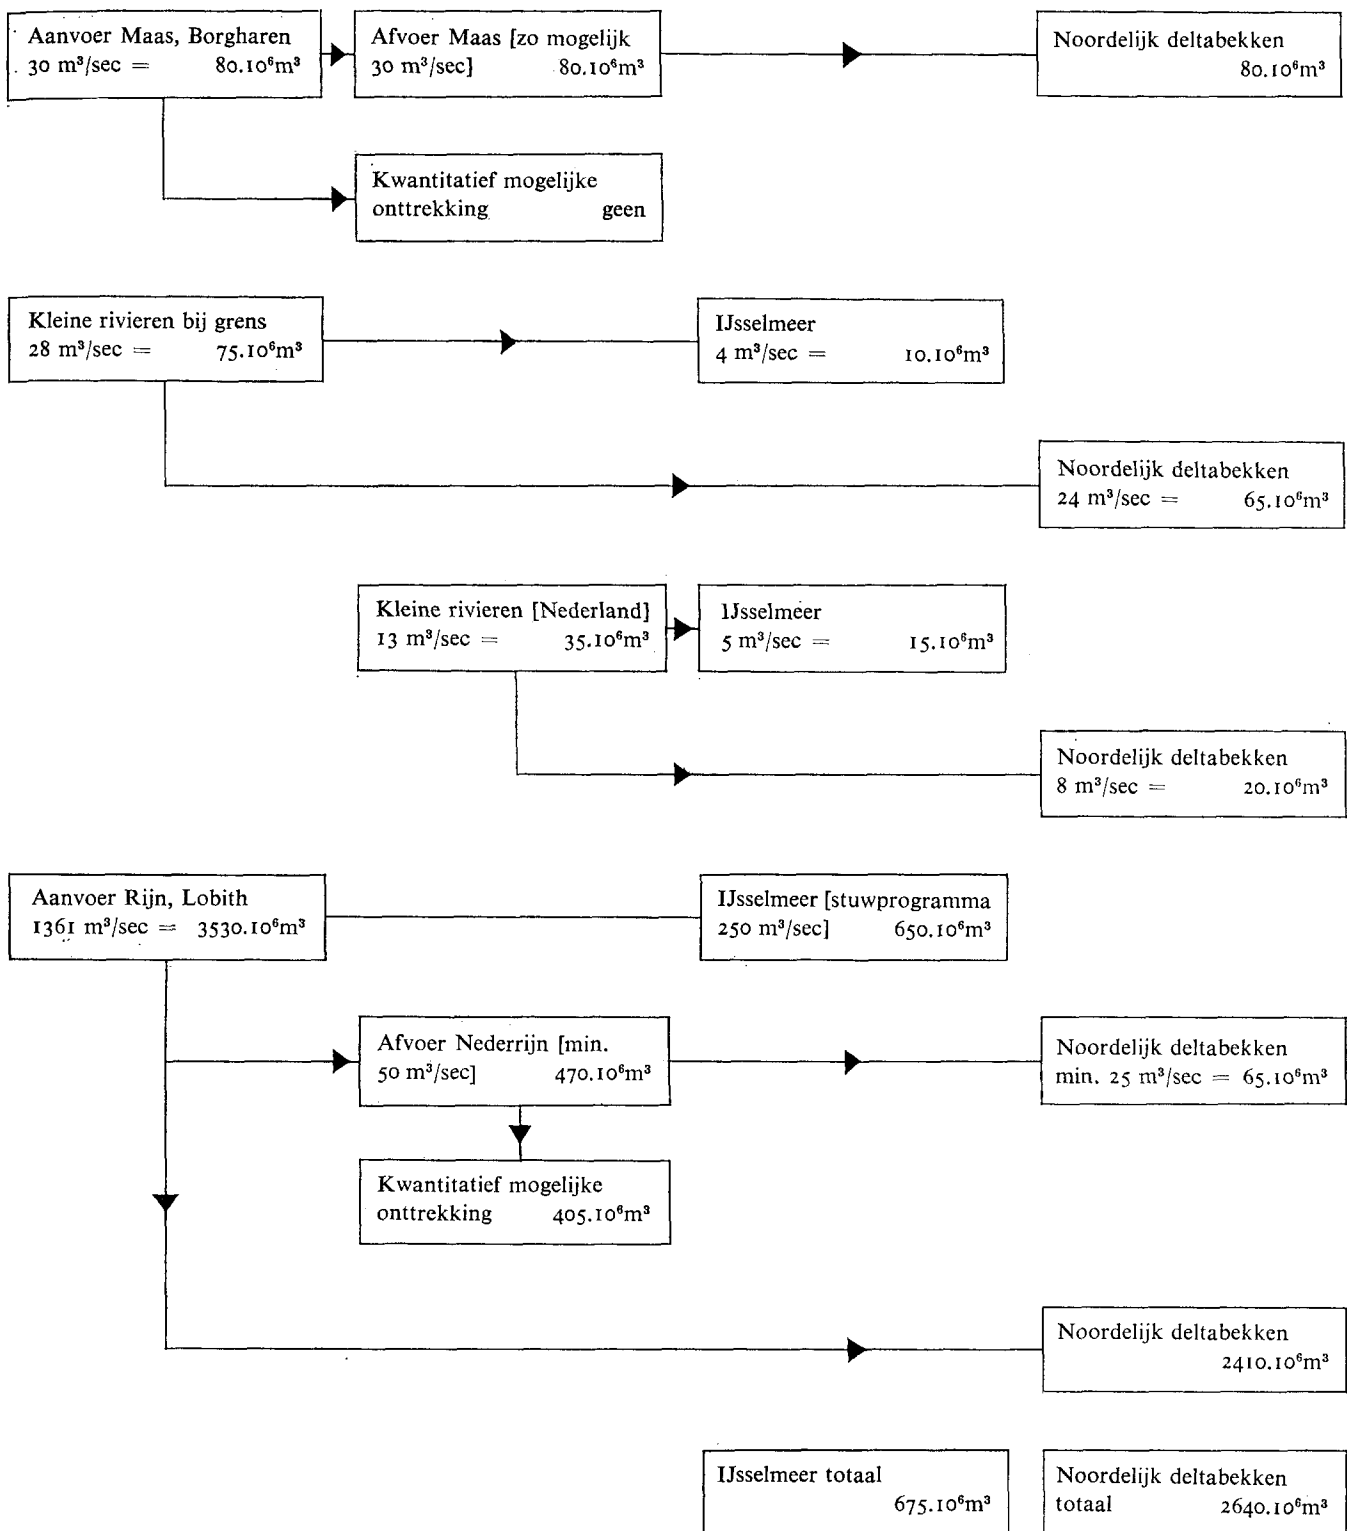 Aanvoer Maas, Borgharen
30 m³/sec = 80.10⁶m³
Afvoer Maas [zo mogelijk
30 m³/sec] 80.10⁶m³
Noordelijk deltabekken
80.10⁶m³
Kwantitatief mogelijke
onttrekking geen
Kleine rivieren bij grens
28 m³/sec = 75.10⁶m³
IJsselmeer
4 m³/sec = 10.10⁶m³
Noordelijk deltabekken
24 m³/sec = 65.10⁶m³
Kleine rivieren [Nederland]
13 m³/sec = 35.10⁶m³
IJsselmeer
5 m³/sec = 15.10⁶m³
Noordelijk deltabekken
8 m³/sec = 20.10⁶m³
Aanvoer Rijn, Lobith
1361 m³/sec = 3530.10⁶m³
IJsselmeer [stuwprogramma
250 m³/sec] 650.10⁶m³
Afvoer Nederrijn [min.
50 m³/sec] 470.10⁶m³
Noordelijk deltabekken
min. 25 m³/sec = 65.10⁶m³
Kwantitatief mogelijke
onttrekking 405.10⁶m³
Noordelijk deltabekken
2410.10⁶m³
IJsselmeer totaal
675.10⁶m³
Noordelijk deltabekken
totaal 2640.10⁶m³